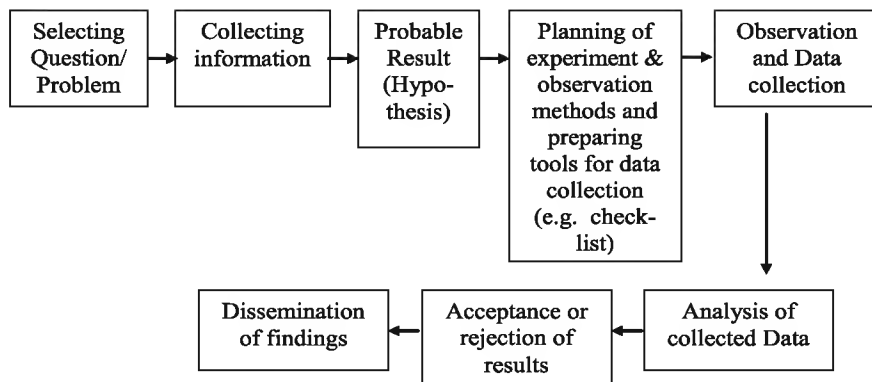 Selecting
Question/
Problem
Collecting
information
Probable
Result
(Hypo-
thesis)
Planning of
experiment &
observation
methods and
preparing
tools for data
collection
(e.g. check-
list)
Observation
and Data
collection
Analysis of
collected Data
Acceptance or
rejection of
results
Dissemination
of findings